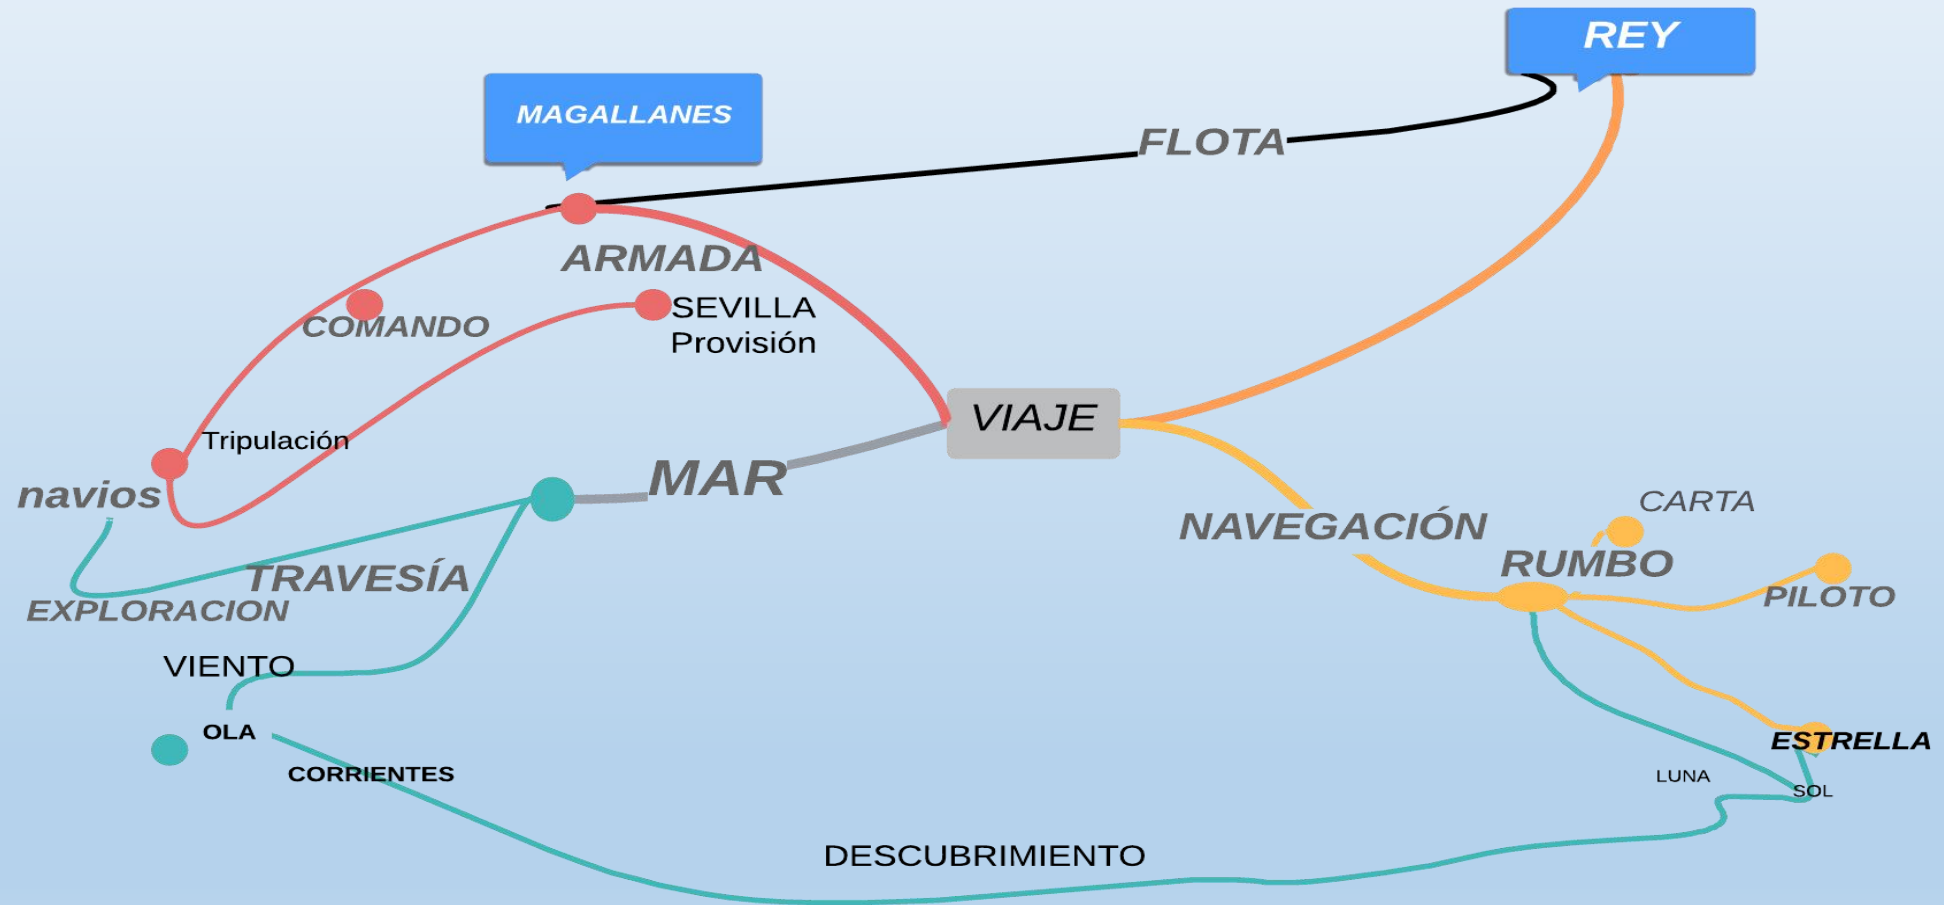 REY
MAGALLANES
FLOTA
ARMADA
SEVILLA
Provisión
COMANDO
VIAJE
Tripulación
navios
MAR
CARTA
NAVEGACIÓN
RUMBO
PILOTO
TRAVESÍA
EXPLORACION
VIENTO
OLA
ESTRELLA
CORRIENTES
LUNA
SOL
DESCUBRIMIENTO